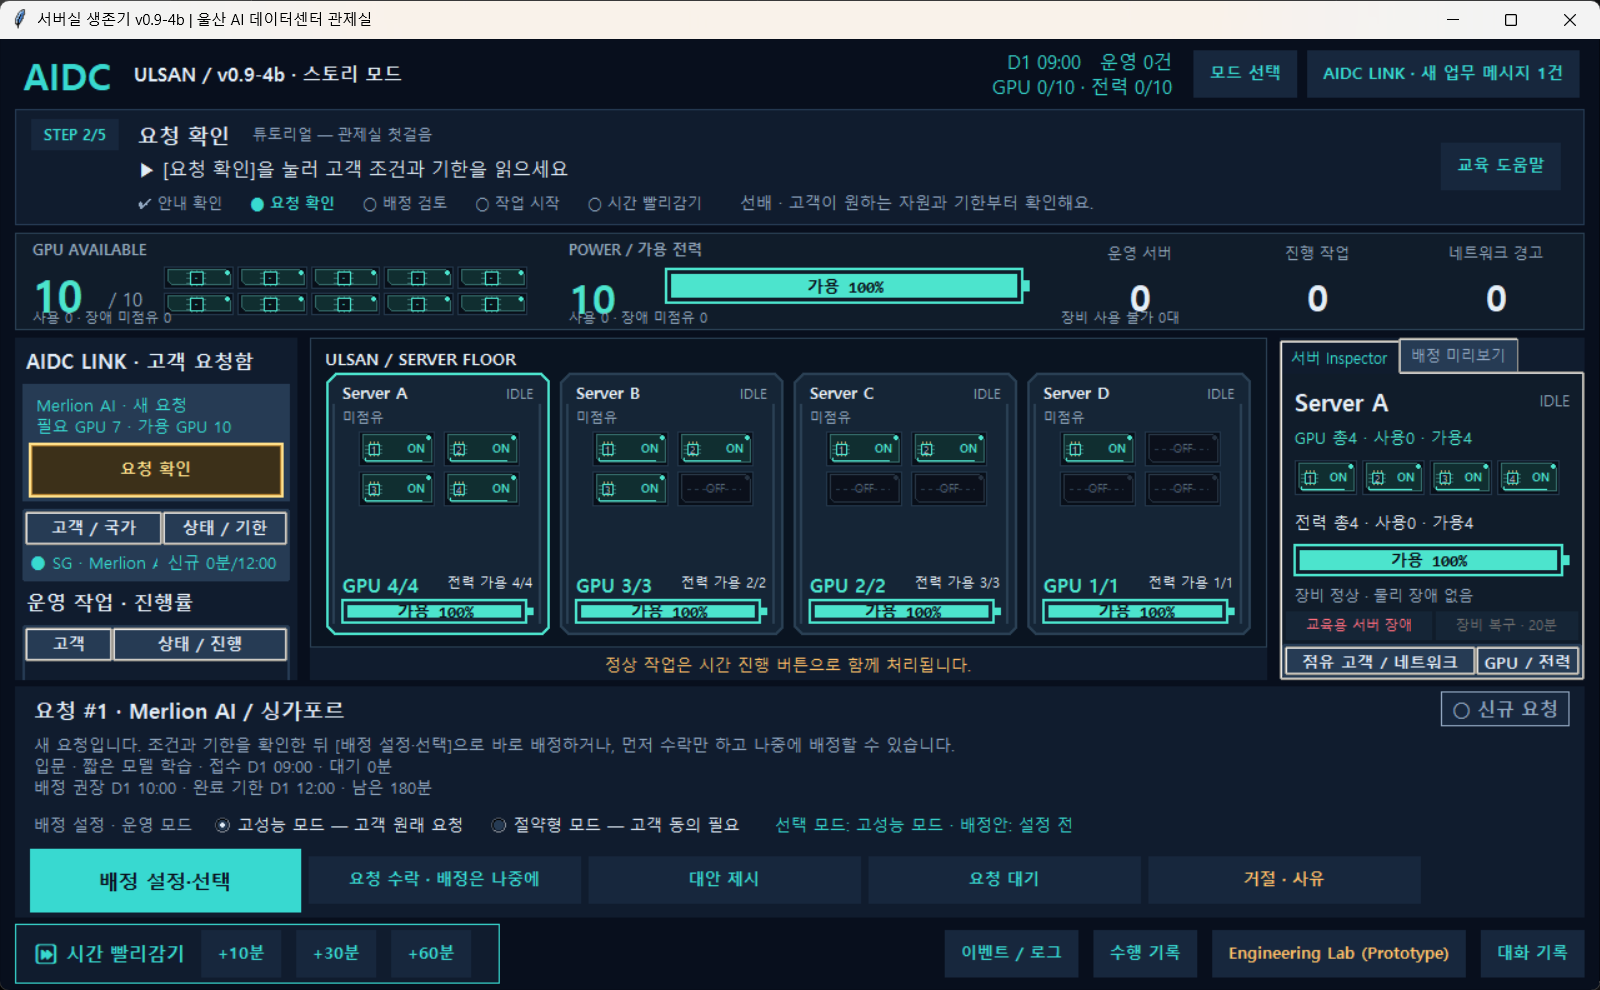 서버실 생존기 v0.9-4b | 울산 AI 데이터센터 관제실
AIDC ULSAN / v0.9-4b · 스토리 모드
D1 09:00 운영 0건
GPU 0/10 · 전력 0/10
모드 선택
AIDC LINK · 새 업무 메시지 1건
STEP 2/5 요청 확인 튜토리얼 — 관제실 첫걸음
▶ [요청 확인]을 눌러 고객 조건과 기한을 읽으세요
✔ 안내 확인 ● 요청 확인 ○ 배정 검토 ○ 작업 시작 ○ 시간 빨리감기 선배 · 고객이 원하는 자원과 기한부터 확인해요.
교육 도움말
GPU AVAILABLE
10 / 10
사용 0 · 장애 미점유 0
POWER / 가용 전력
10
가용 100%
사용 0 · 장애 미점유 0
운영 서버
0
장비 사용 불가 0대
진행 작업
0
네트워크 경고
0
AIDC LINK · 고객 요청함
Merlion AI · 새 요청
필요 GPU 7 · 가용 GPU 10
요청 확인
고객 / 국가 상태 / 기한
● SG · Merlion 신규 0분/12:00
운영 작업 · 진행률
고객 상태 / 진행
ULSAN / SERVER FLOOR
Server A IDLE
미점유
1 ON 2 ON
3 ON 4 ON
GPU 4/4 전력 가용 4/4
가용 100%
Server B IDLE
미점유
1 ON 2 ON
3 ON OFF
GPU 3/3 전력 가용 2/2
가용 100%
Server C IDLE
미점유
1 ON 2 ON
OFF OFF
GPU 2/2 전력 가용 3/3
가용 100%
Server D IDLE
미점유
1 ON OFF
OFF OFF
GPU 1/1 전력 가용 1/1
가용 100%
정상 작업은 시간 진행 버튼으로 함께 처리됩니다.
서버 Inspector 배정 미리보기
Server A IDLE
GPU 총4 · 사용0 · 가용4
1 ON 2 ON 3 ON 4 ON
전력 총4 · 사용0 · 가용4
가용 100%
장비 정상 · 물리 장애 없음
교육용 서버 장애 장비 복구 · 20분
점유 고객 / 네트워크 GPU / 전력
요청 #1 · Merlion AI / 싱가포르
○ 신규 요청
새 요청입니다. 조건과 기한을 확인한 뒤 [배정 설정·선택]으로 바로 배정하거나, 먼저 수락만 하고 나중에 배정할 수 있습니다.
입문 · 짧은 모델 학습 · 접수 D1 09:00 · 대기 0분
배정 권장 D1 10:00 · 완료 기한 D1 12:00 · 남은 180분
배정 설정 · 운영 모드 고성능 모드 — 고객 원래 요청 절약형 모드 — 고객 동의 필요 선택 모드: 고성능 모드 · 배정안: 설정 전
배정 설정·선택 요청 수락 · 배정은 나중에 대안 제시 요청 대기 거절 · 사유
시간 빨리감기 +10분 +30분 +60분
이벤트 / 로그 수행 기록 Engineering Lab (Prototype) 대화 기록